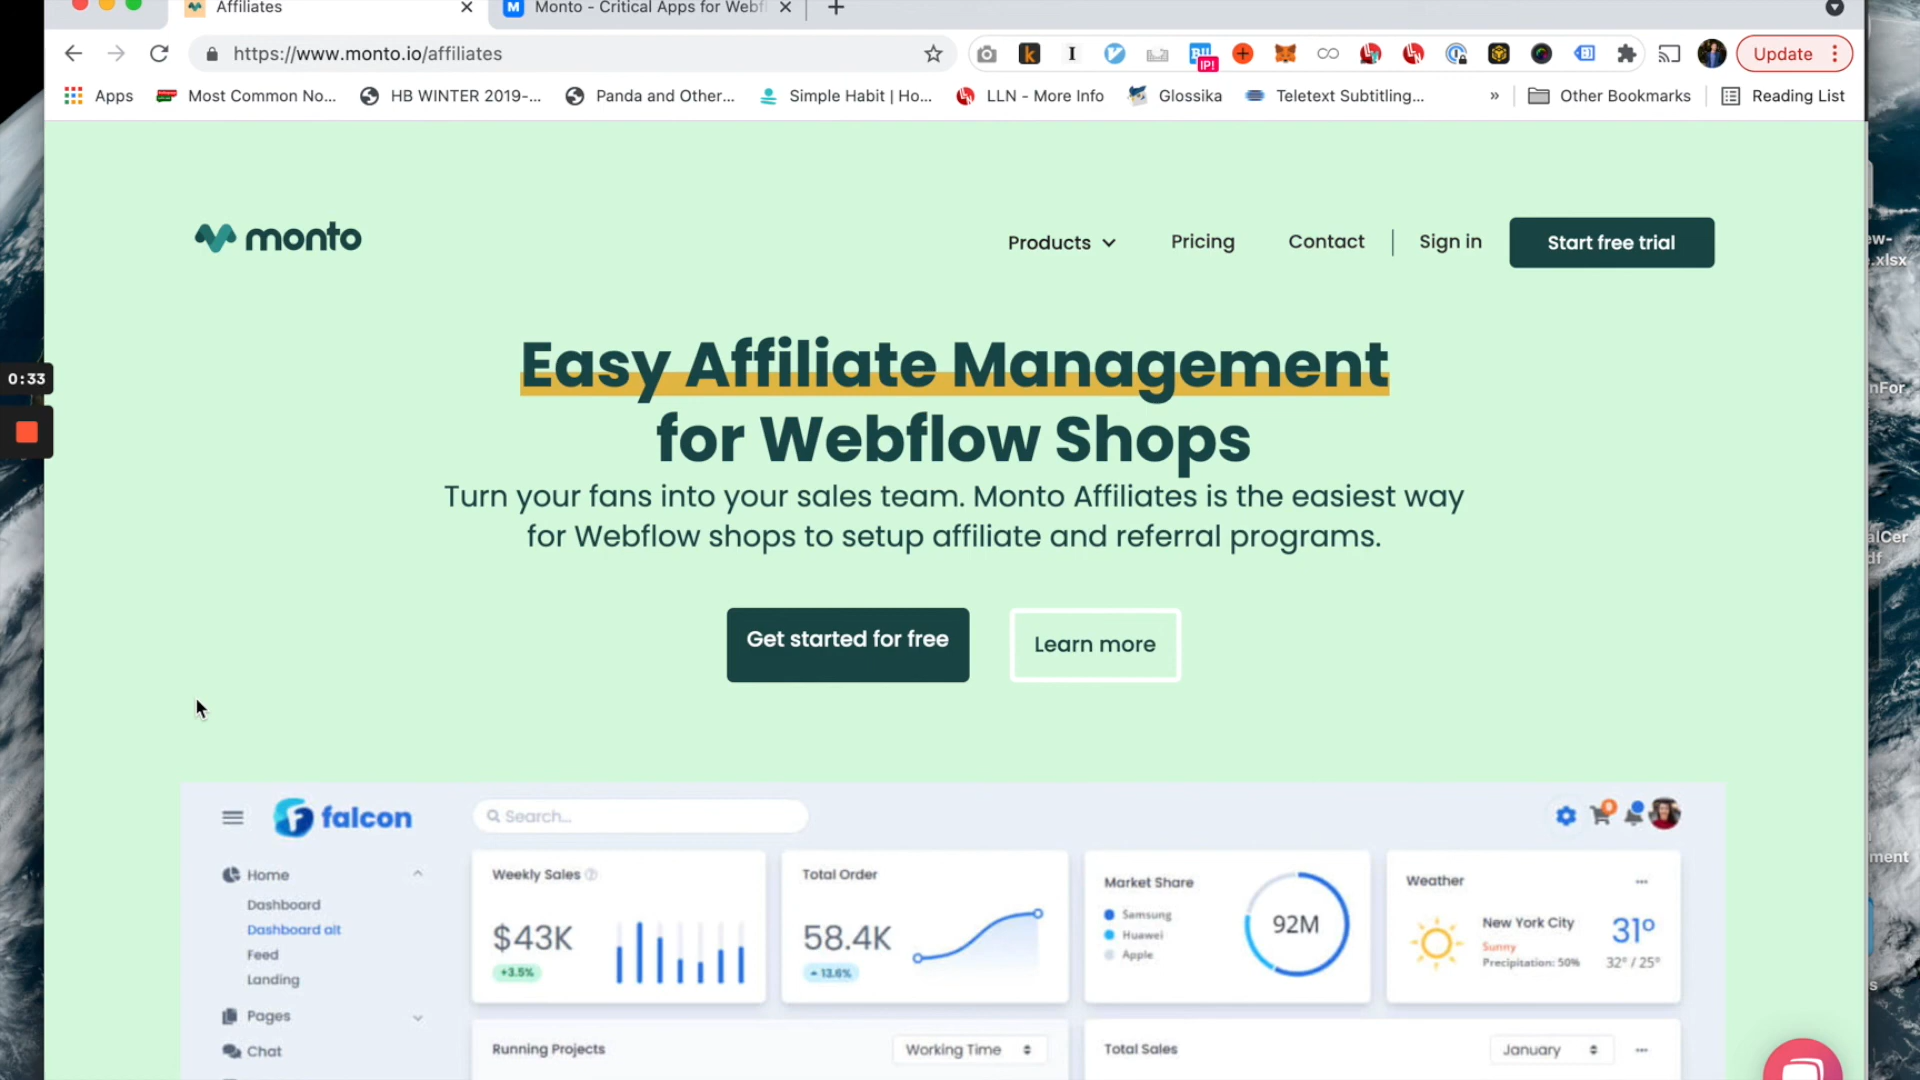 Affiliates
Monto - Critical Apps for Webfl
https://www.monto.io/affiliates
IP!
Update
Apps
Most Common No...
HB WINTER 2019-...
Panda and Other...
Simple Habit | Ho...
LLN - More Info
Glossika
Teletext Subtitling...
»
Other Bookmarks
Reading List
monto
Products
Pricing
Contact
Sign in
Start free trial
.xlsx
Easy Affiliate Management
for Webflow Shops
0:33
Turn your fans into your sales team. Monto Affiliates is the easiest way
for Webflow shops to setup affiliate and referral programs.
Get started for free
Learn more
falcon
Search...
Home
Dashboard
Dashboard alt
Feed
Landing
Pages
Chat
Weekly Sales
$43K
+3.5%
Total Order
58.4K
13.6%
Market Share
Samsung
Huawei
Apple
92M
Weather
New York City
Sunny
Precipitation: 50%
31°
32° / 25°
Running Projects
Working Time
Total Sales
January